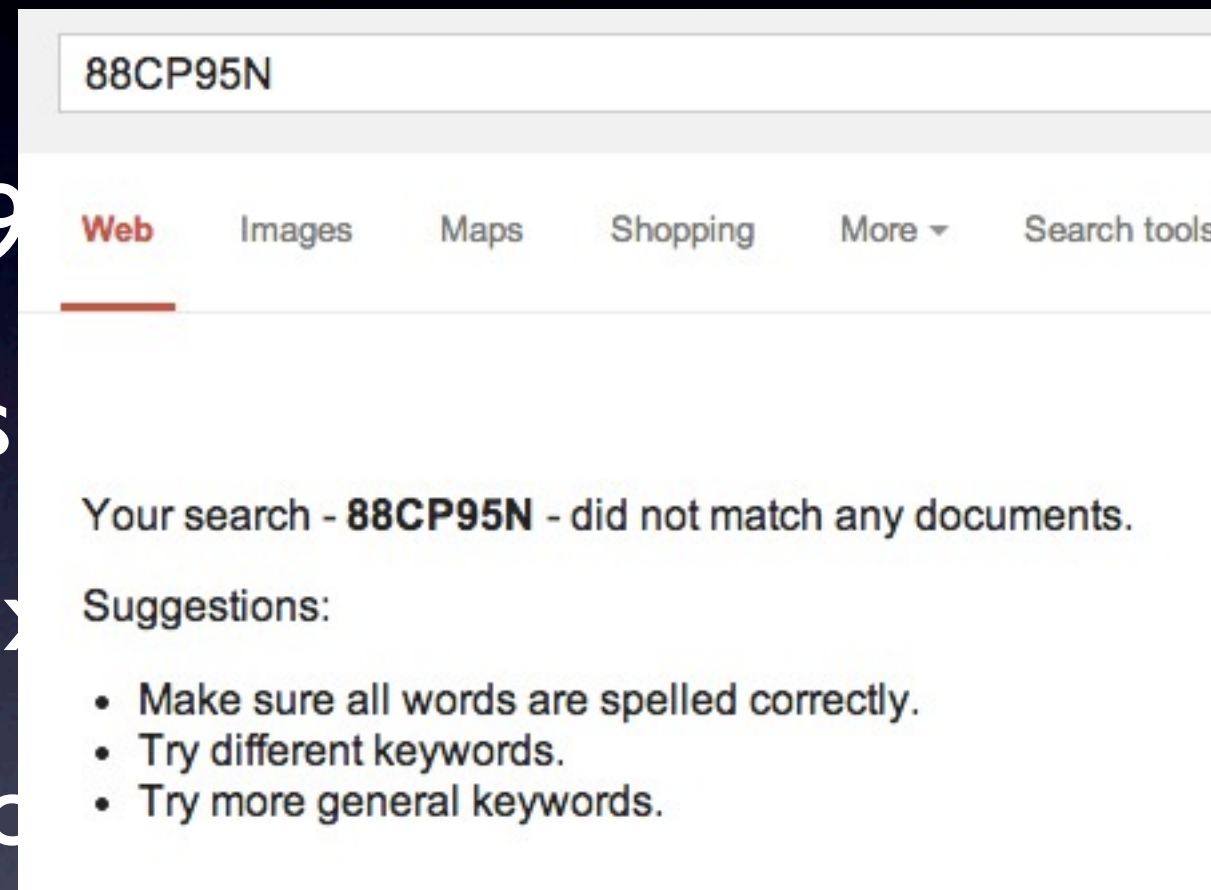 88CP95N
Web Images Maps Shopping More Search tools
Your search - 88CP95N - did not match any documents.
Suggestions:
• Make sure all words are spelled correctly.
• Try different keywords.
• Try more general keywords.